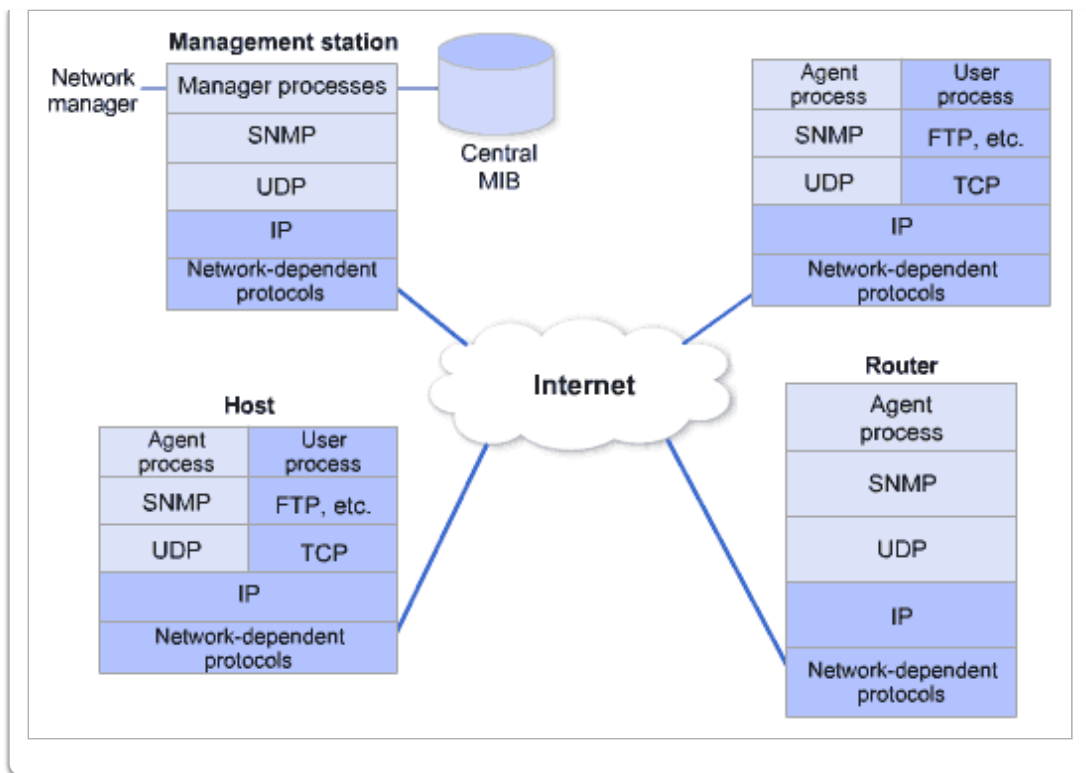 Management station
Network
manager
Manager processes
SNMP
UDP
IP
Network-dependent
protocols
Central
MIB
Agent
process
User
process
SNMP
FTP, etc.
UDP
TCP
IP
Network-dependent
protocols
Internet
Host
Agent
process
User
process
SNMP
FTP, etc.
UDP
TCP
IP
Network-dependent
protocols
Router
Agent
process
SNMP
UDP
IP
Network-dependent
protocols